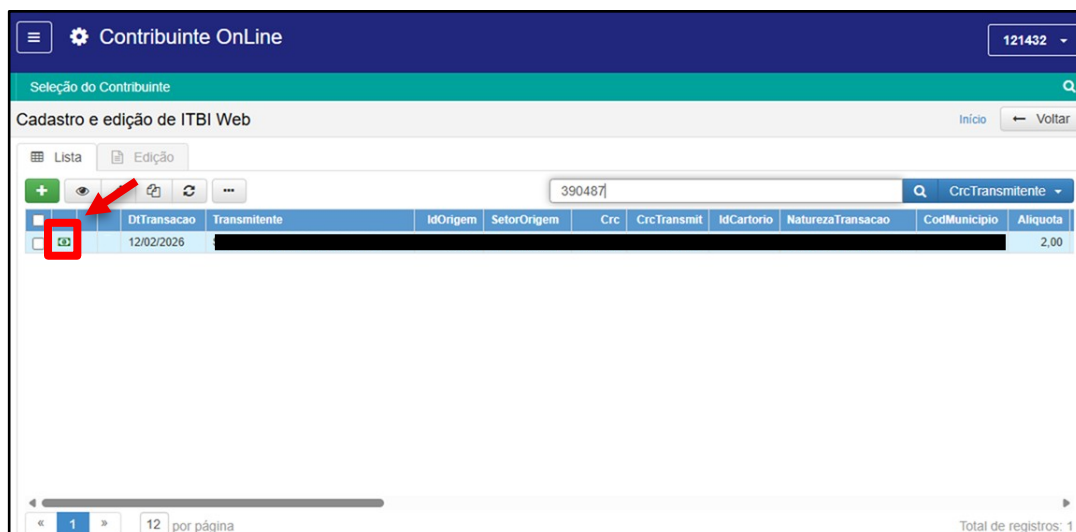 Contribuinte OnLine
121432
Seleção do Contribuinte
Cadastro e edição de ITBI Web
Início
Voltar
Lista
Edição
390487
CrcTransmitente
DtTransacao Transmitente IdOrigem SetorOrigem Crc CrcTransmit IdCartorio NaturezaTransacao CodMunicipio Aliquota
12/02/2026 2,00
« 1 » 12 por página Total de registros: 1